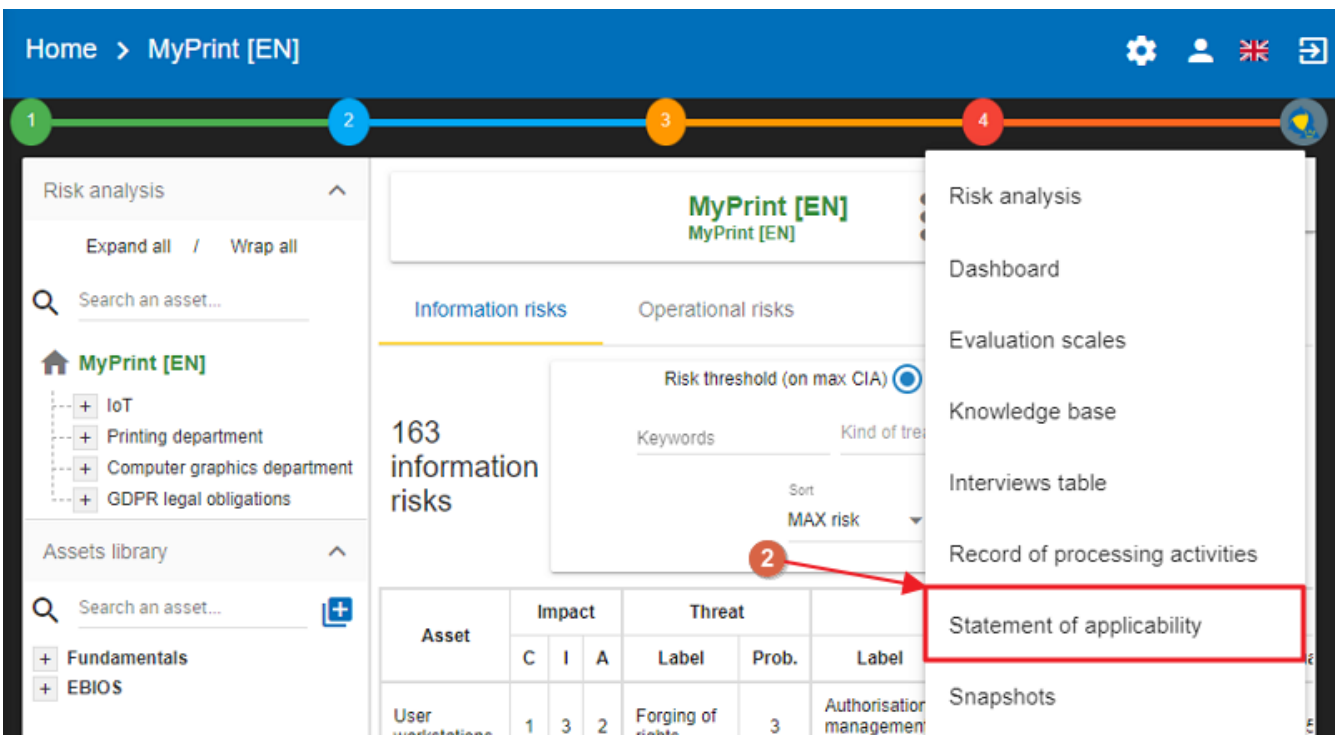 Home > MyPrint [EN]
1
2
3
4
Risk analysis
Expand all / Wrap all
Search an asset...
MyPrint [EN]
+ IoT
+ Printing department
+ Computer graphics department
+ GDPR legal obligations
Assets library
Search an asset...
+ Fundamentals
+ EBIOS
MyPrint [EN]
MyPrint [EN]
Information risks
Operational risks
Risk threshold (on max CIA)
163
information
risks
Keywords
Kind of
Sort
MAX risk
2
Asset
Impact
Threat
C I A Label Prob. Label
User
workstations
1 3 2
Forging of
rights
3
Authorisation
management
Risk analysis
Dashboard
Evaluation scales
Knowledge base
Interviews table
Record of processing activities
Statement of applicability
Snapshots